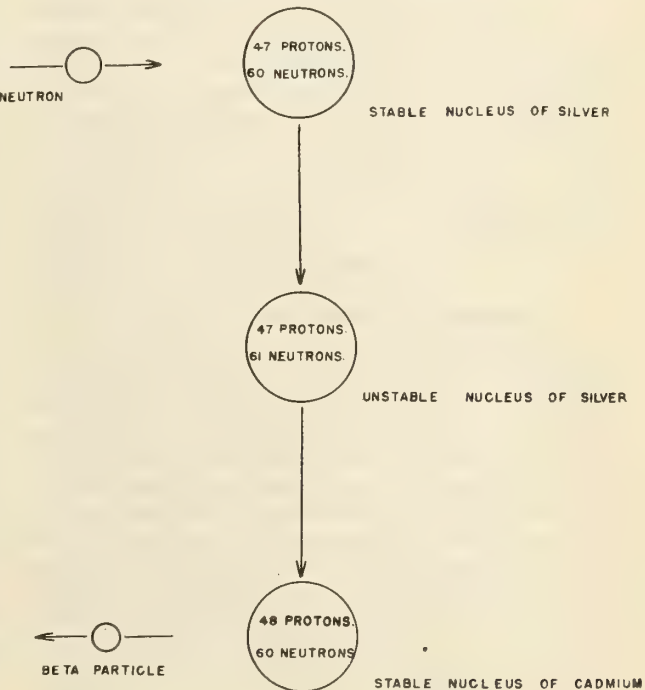 47 PROTONS.
60 NEUTRONS.
NEUTRON
STABLE NUCLEUS OF SILVER
47 PROTONS.
61 NEUTRONS.
UNSTABLE NUCLEUS OF SILVER
48 PROTONS.
60 NEUTRONS
BETA PARTICLE
STABLE NUCLEUS OF CADMIUM